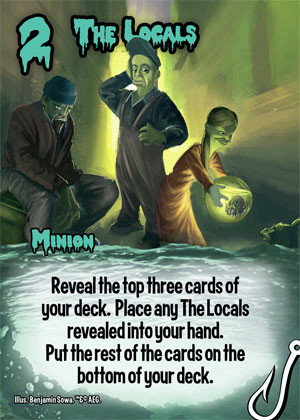 2 The Locals
Minion
Reveal the top three cards of
your deck. Place any The Locals
revealed into your hand.
Put the rest of the cards on the
bottom of your deck.
Illus. Benjamin Sowa. ™© AEG.